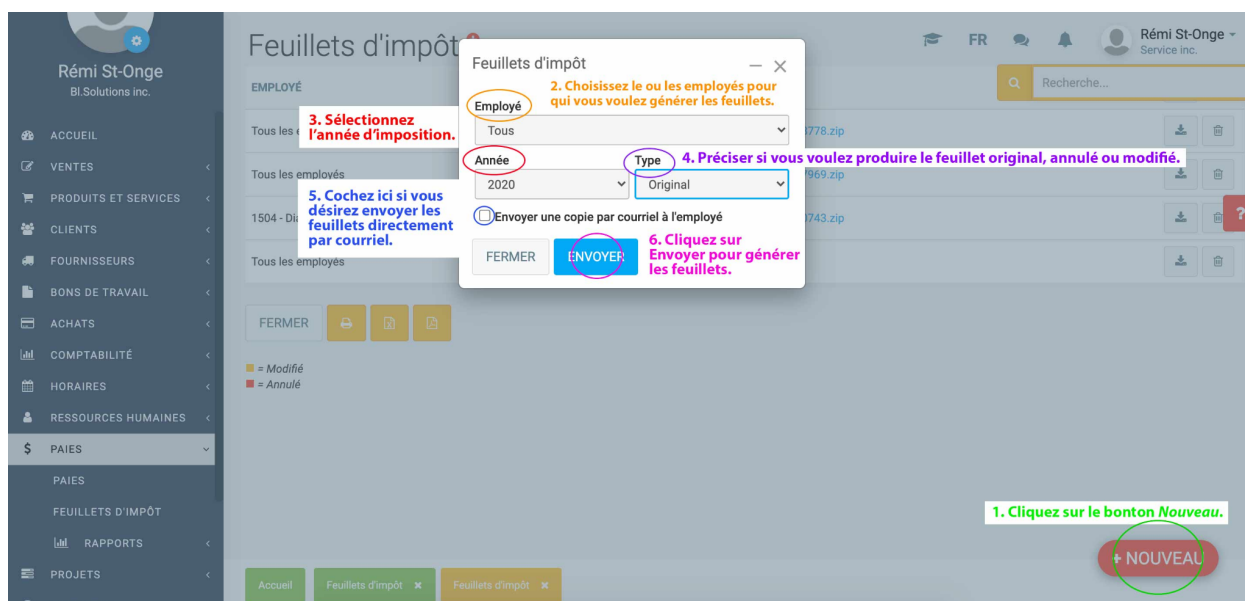 Rémi St-Onge
BI.Solutions inc.
ACCUEIL
VENTES
PRODUITS ET SERVICES
CLIENTS
FOURNISSEURS
BONS DE TRAVAIL
ACHATS
COMPTABILITÉ
HORAIRES
RESSOURCES HUMAINES
PAIES
PAIES
FEUILLETS D'IMPÔT
RAPPORTS
PROJETS
Feuillets d'impôt
FR
Rémi St-Onge
Service inc.
EMPLOYÉ
Recherche...
Tous les
778.zip
Tous les employés
969.zip
1504 - Di
743.zip
Tous les employés
Feuillets d'impôt
2. Choisissez le ou les employés pour
qui vous voulez générer les feuillets.
Employé
Tous
3. Sélectionnez
l'année d'imposition.
Année
Type
4. Préciser si vous voulez produire le feuillet original, annulé ou modifié.
2020
Original
5. Cochez ici si vous
désirez envoyer les
feuillets directement
par courriel.
Envoyer une copie par courriel à l'employé
FERMER
ENVOYER
6. Cliquez sur
Envoyer pour générer
les feuillets.
FERMER
= Modifié
= Annulé
?
1. Cliquez sur le bonton Nouveau.
+ NOUVEAU
Accueil
Feuillets d'impôt ×
Feuillets d'impôt ×